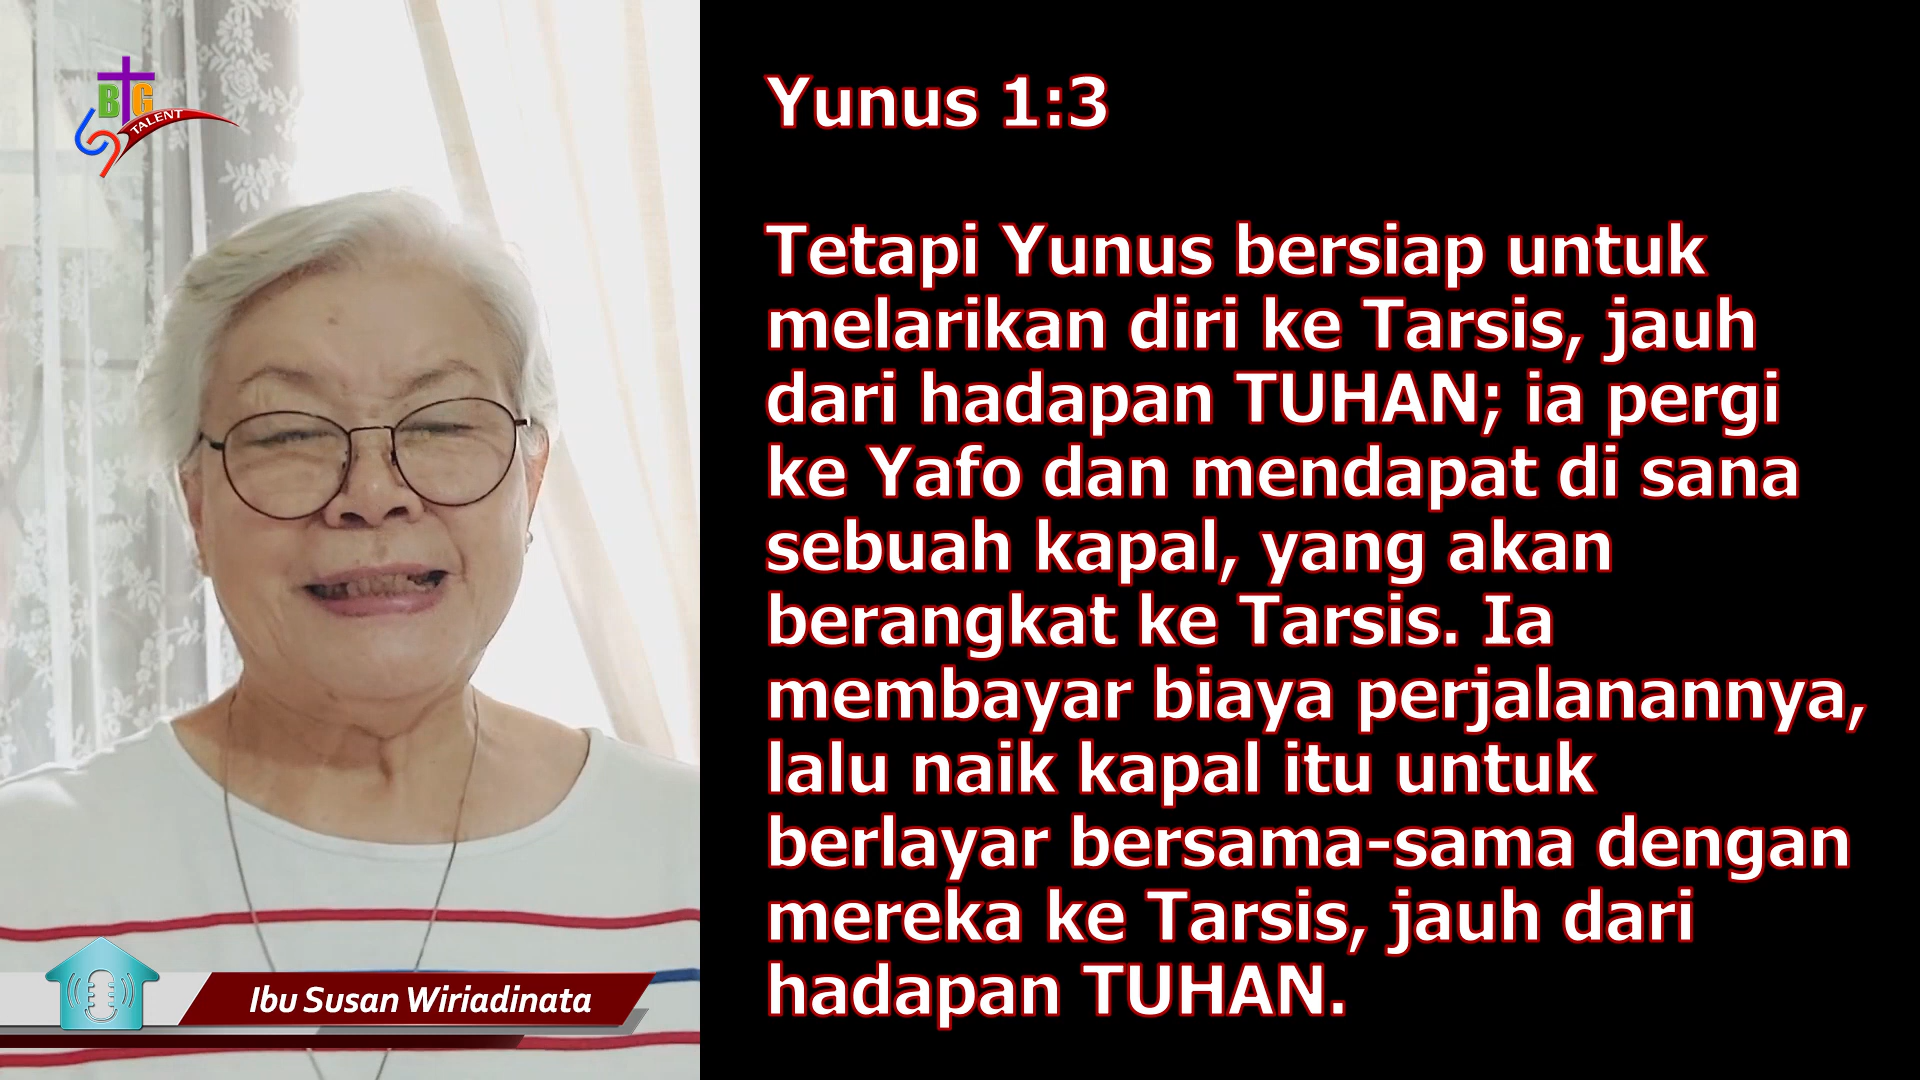 BTG
TALENT
Yunus 1:3
Tetapi Yunus bersiap untuk
melarikan diri ke Tarsis, jauh
dari hadapan TUHAN; ia pergi
ke Yafo dan mendapat di sana
sebuah kapal, yang akan
berangkat ke Tarsis. Ia
membayar biaya perjalanannya,
lalu naik kapal itu untuk
berlayar bersama-sama dengan
mereka ke Tarsis, jauh dari
hadapan TUHAN.
Ibu Susan Wiriadinata